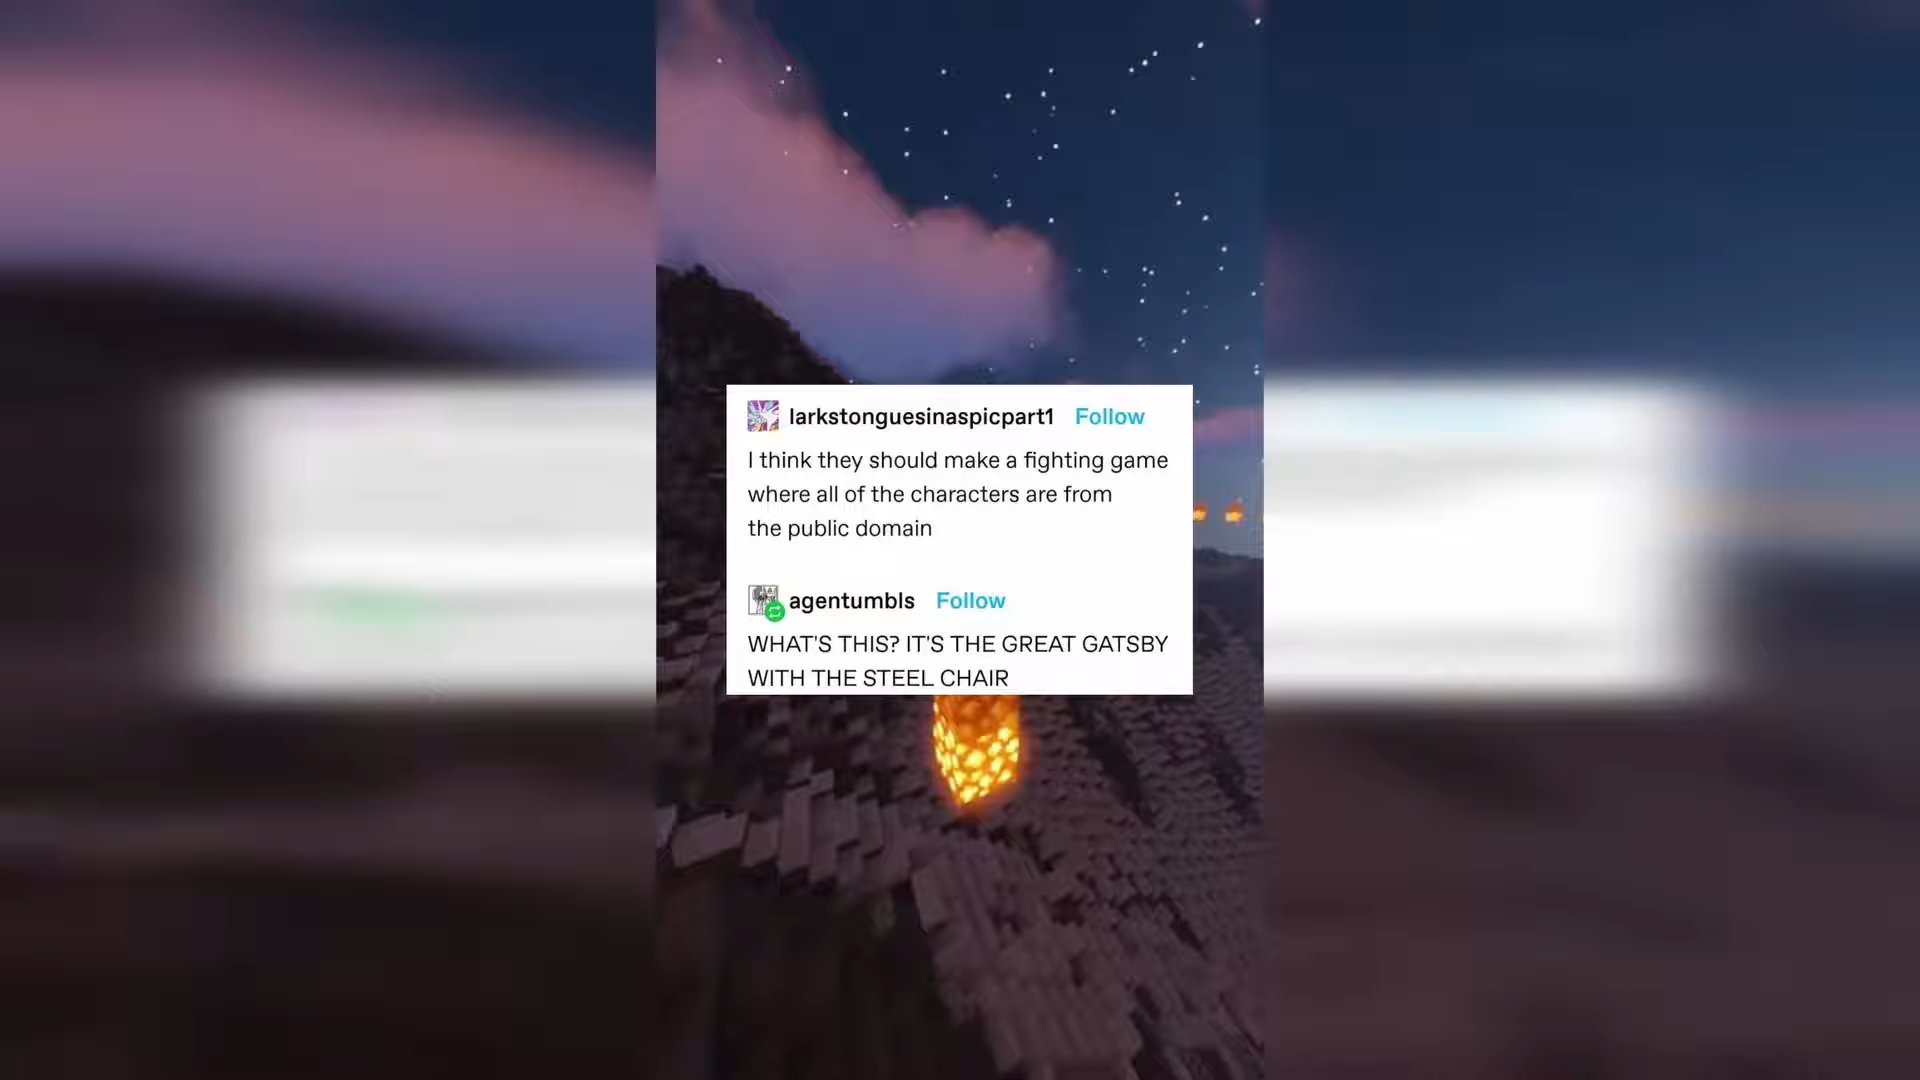 larkstonguesinaspicpart1 Follow
I think they should make a fighting game
where all of the characters are from
the public domain
agentumbls Follow
WHAT'S THIS? IT'S THE GREAT GATSBY
WITH THE STEEL CHAIR